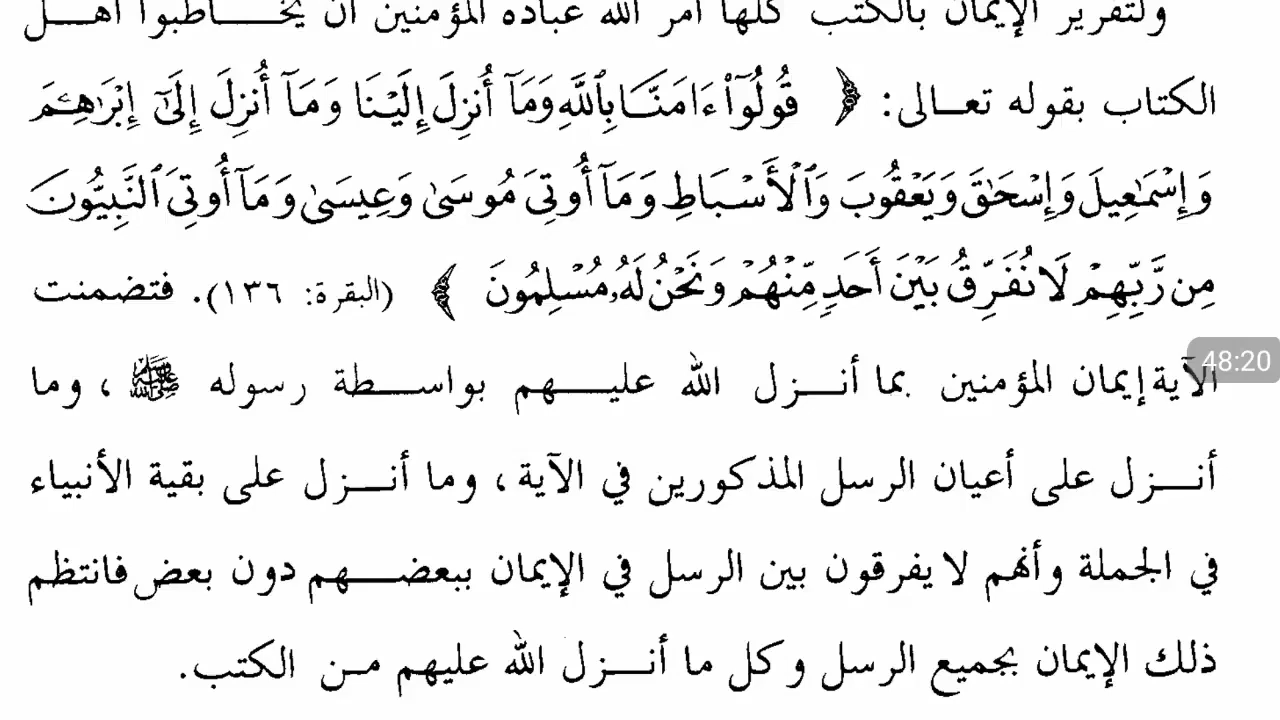 ولتقرير الإيمان بالكتب كلها أمر الله عباده المؤمنين أن يخاطبوا أهل
الكتاب بقوله تعالى: ﴿ قُولُوٓا۟ ءَامَنَّا بِٱللَّهِ وَمَآ أُنزِلَ إِلَيْنَا وَمَآ أُنزِلَ إِلَىٰٓ إِبْرَٰهِـۧمَ
وَإِسْمَـٰعِيلَ وَإِسْحَـٰقَ وَيَعْقُوبَ وَٱلْأَسْبَاطِ وَمَآ أُوتِىَ مُوسَىٰ وَعِيسَىٰ وَمَآ أُوتِىَ ٱلنَّبِيُّونَ
مِن رَّبِّهِمْ لَا نُفَرِّقُ بَيْنَ أَحَدٍ مِّنْهُمْ وَنَحْنُ لَهُۥ مُسْلِمُونَ ﴾ (البقرة: ١٣٦). فتضمنت
الآية إيمان المؤمنين بما أنزل الله عليهم بواسطة رسوله ﷺ، وما
48:20
أنزل على أعيان الرسل المذكورين في الآية، وما أنزل على بقية الأنبياء
في الجملة وأنهم لا يفرقون بين الرسل في الإيمان ببعضهم دون بعض فانتظم
ذلك الإيمان بجميع الرسل وكل ما أنزل الله عليهم من الكتب.